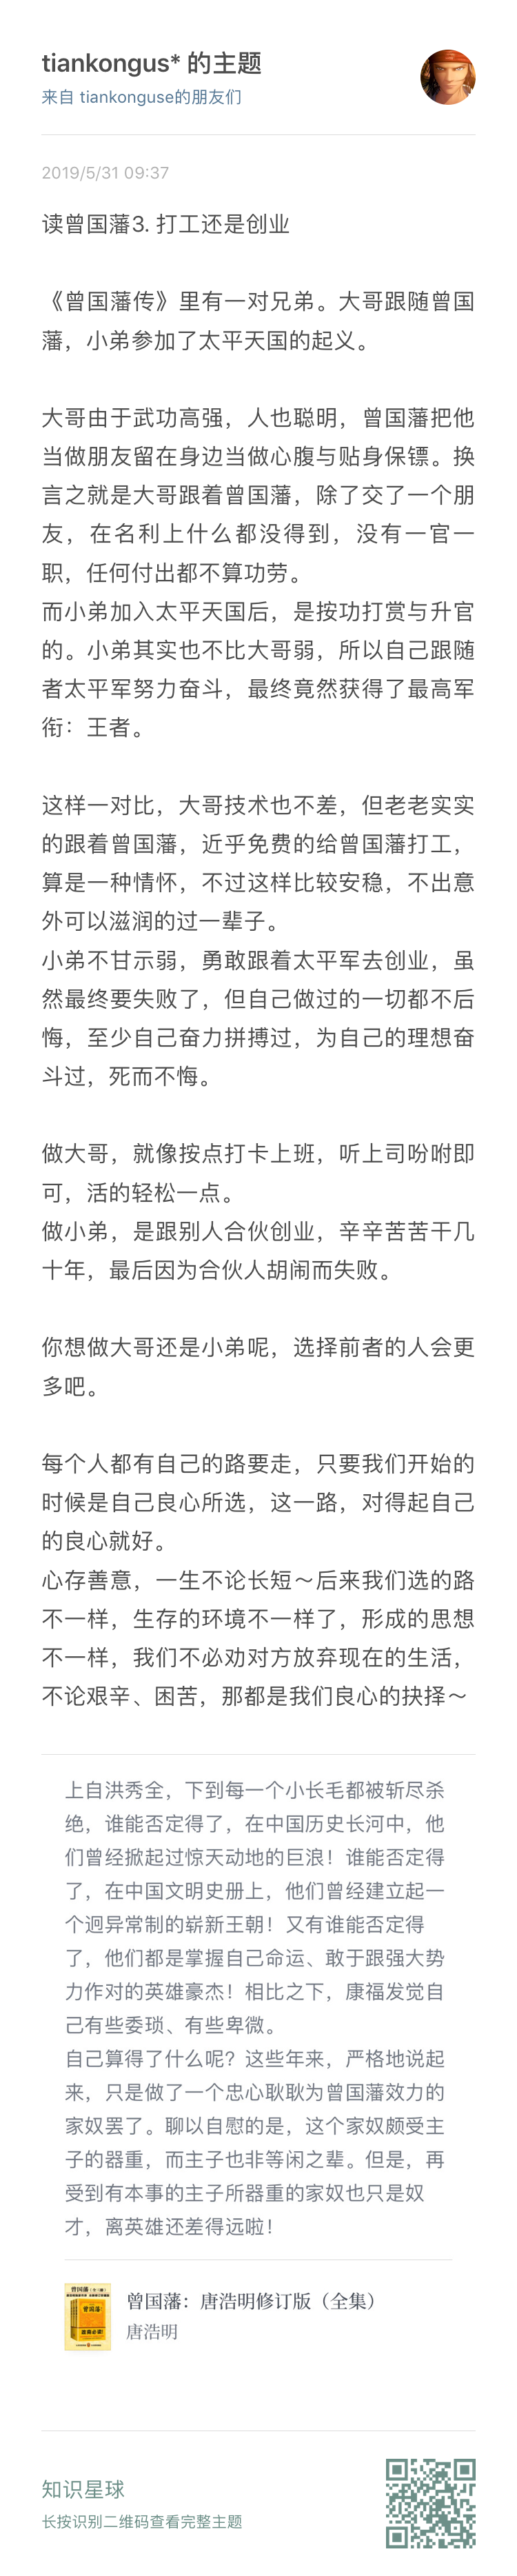 tiankongus* 的主题
来自 tiankonguse的朋友们
2019/5/31 09:37
读曾国藩3. 打工还是创业
《曾国藩传》里有一对兄弟。大哥跟随曾国
藩，小弟参加了太平天国的起义。
大哥由于武功高强，人也聪明，曾国藩把他
当做朋友留在身边当做心腹与贴身保镖。换
言之就是大哥跟着曾国藩，除了交了一个朋
友，在名利上什么都没得到，没有一官一
职，任何付出都不算功劳。
而小弟加入太平天国后，是按功打赏与升官
的。小弟其实也不比大哥弱，所以自己跟随
者太平军努力奋斗，最终竟然获得了最高军
衔：王者。
这样一对比，大哥技术也不差，但老老实实
的跟着曾国藩，近乎免费的给曾国藩打工，
算是一种情怀，不过这样比较安稳，不出意
外可以滋润的过一辈子。
小弟不甘示弱，勇敢跟着太平军去创业，虽
然最终要失败了，但自己做过的一切都不后
悔，至少自己奋力拼搏过，为自己的理想奋
斗过，死而不悔。
做大哥，就像按点打卡上班，听上司吩咐即
可，活的轻松一点。
做小弟，是跟别人合伙创业，辛辛苦苦干几
十年，最后因为合伙人胡闹而失败。
你想做大哥还是小弟呢，选择前者的人会更
多吧。
每个人都有自己的路要走，只要我们开始的
时候是自己良心所选，这一路，对得起自己
的良心就好。
心存善意，一生不论长短～后来我们选的路
不一样，生存的环境不一样了，形成的思想
不一样，我们不必劝对方放弃现在的生活，
不论艰辛、困苦，那都是我们良心的抉择～
上自洪秀全，下到每一个小长毛都被斩尽杀
绝，谁能否定得了，在中国历史长河中，他
们曾经掀起过惊天动地的巨浪！谁能否定得
了，在中国文明史册上，他们曾经建立起一
个迥异常制的崭新王朝！又有谁能否定得
了，他们都是掌握自己命运、敢于跟强大势
力作对的英雄豪杰！相比之下，康福发觉自
己有些委琐、有些卑微。
自己算得了什么呢？这些年来，严格地说起
来，只是做了一个忠心耿耿为曾国藩效力的
家奴罢了。聊以自慰的是，这个家奴颇受主
子的器重，而主子也非等闲之辈。但是，再
受到有本事的主子所器重的家奴也只是奴
才，离英雄还差得远啦！
曾国藩：唐浩明修订版（全集）
唐浩明
知识星球
长按识别二维码查看完整主题